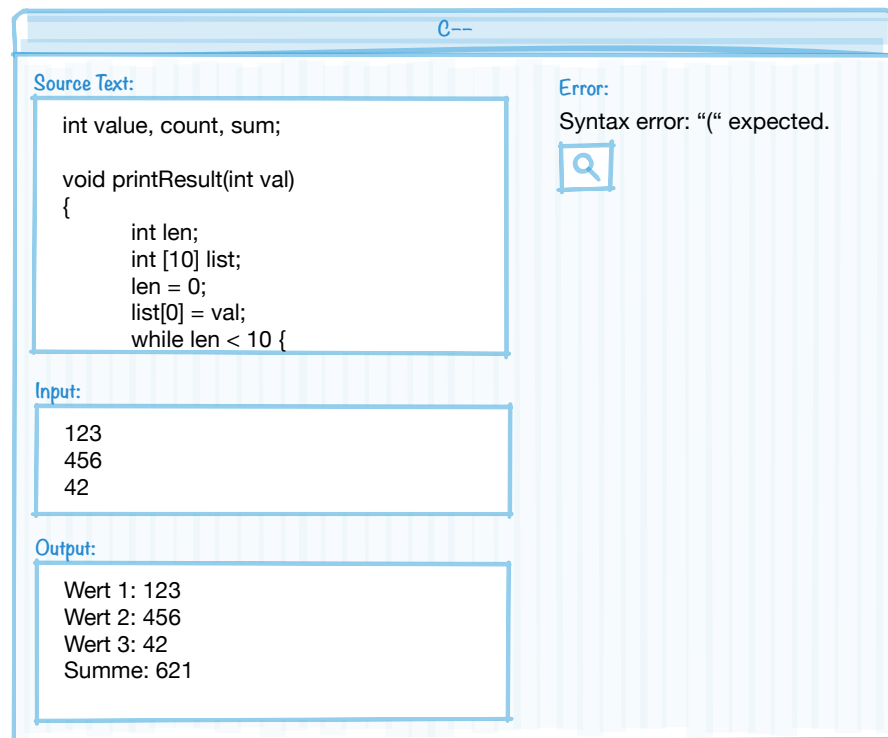 C--
Source Text:
int value, count, sum;
void printResult(int val)
{
int len;
int [10] list;
len = 0;
list[0] = val;
while len < 10 {
Error:
Syntax error: “(“ expected.
Input:
123
456
42
Output:
Wert 1: 123
Wert 2: 456
Wert 3: 42
Summe: 621